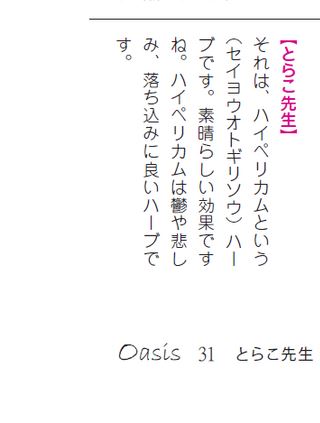 【とらこ先生】
それは、ハイペリカムという
（セイヨウオトギリソウ）ハー
ブです。素晴らしい効果です
ね。ハイペリカムは鬱や悲し
み、落ち込みに良いハーブで
す。
Oasis 31 とらこ先生